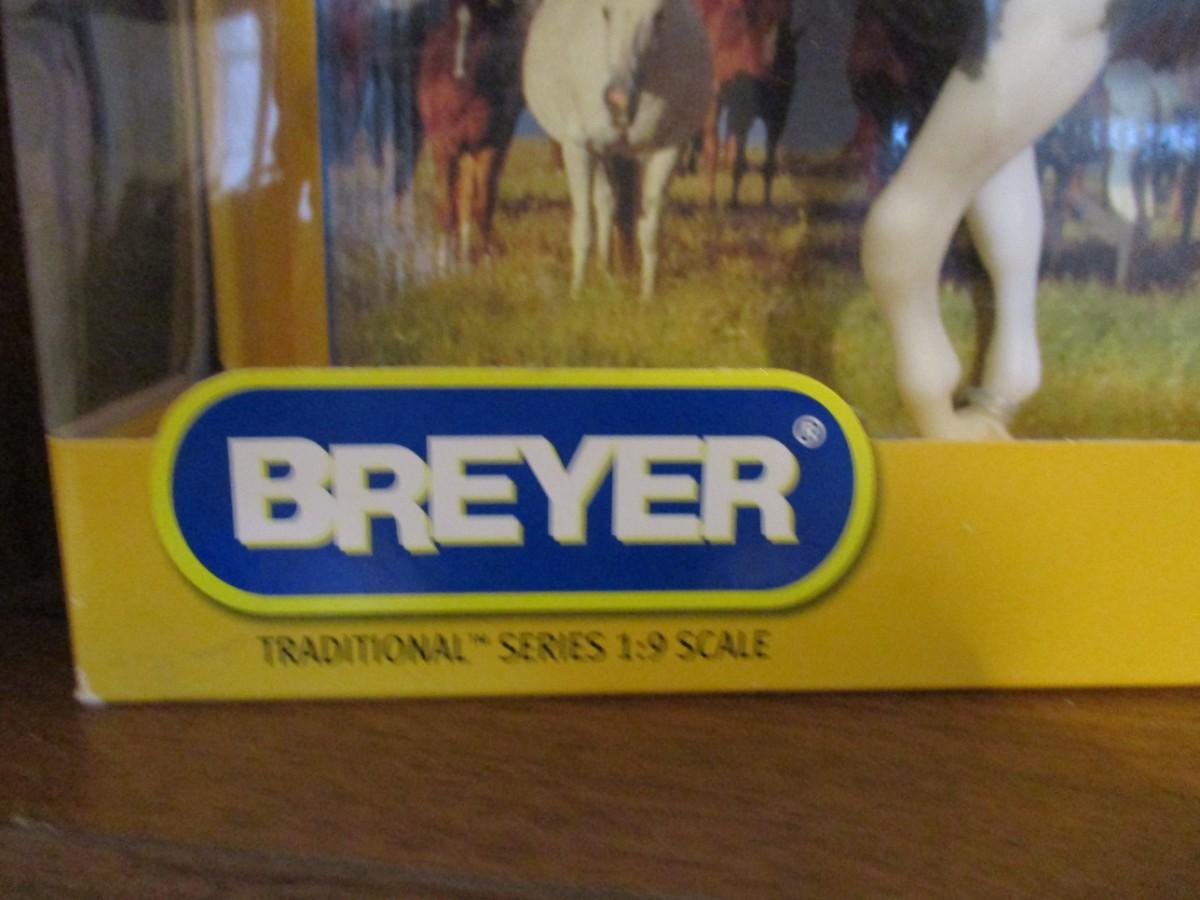 BREYER®
TRADITIONAL™ SERIES 1:9 SCALE